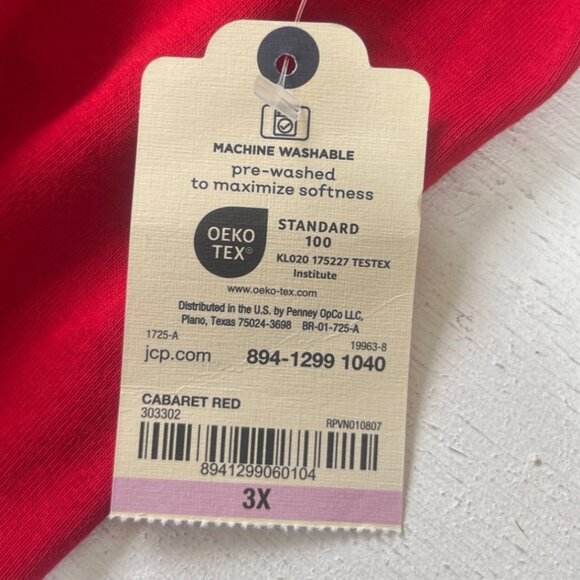 MACHINE WASHABLE
pre-washed
to maximize softness
OEKO
TEX®
STANDARD
100
KL020 175227 TESTEX
Institute
www.oeko-tex.com
Distributed in the U.S. by Penney OpCo LLC,
Plano, Texas 75024-3698 BR-01-725-A
1725-A 19963-8
jcp.com 894-1299 1040
CABARET RED
303302 RPVN010807
8941299060104
3X